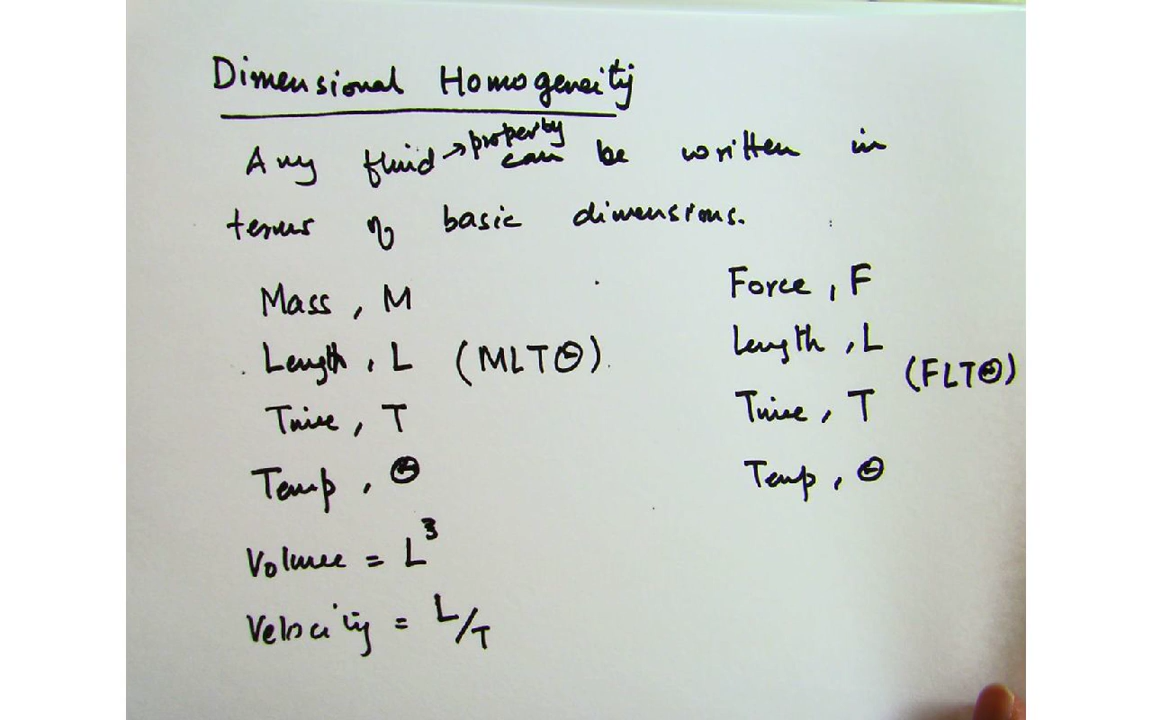 Dimensional Homogeneity
Any fluid → property can be written in
terms of basic dimensions.
Mass, M
Length, L (MLTΘ)
Time, T
Temp, Θ
Force, F
Length, L
(FLTΘ)
Time, T
Temp, Θ
Volume = L³
Velocity = L/T